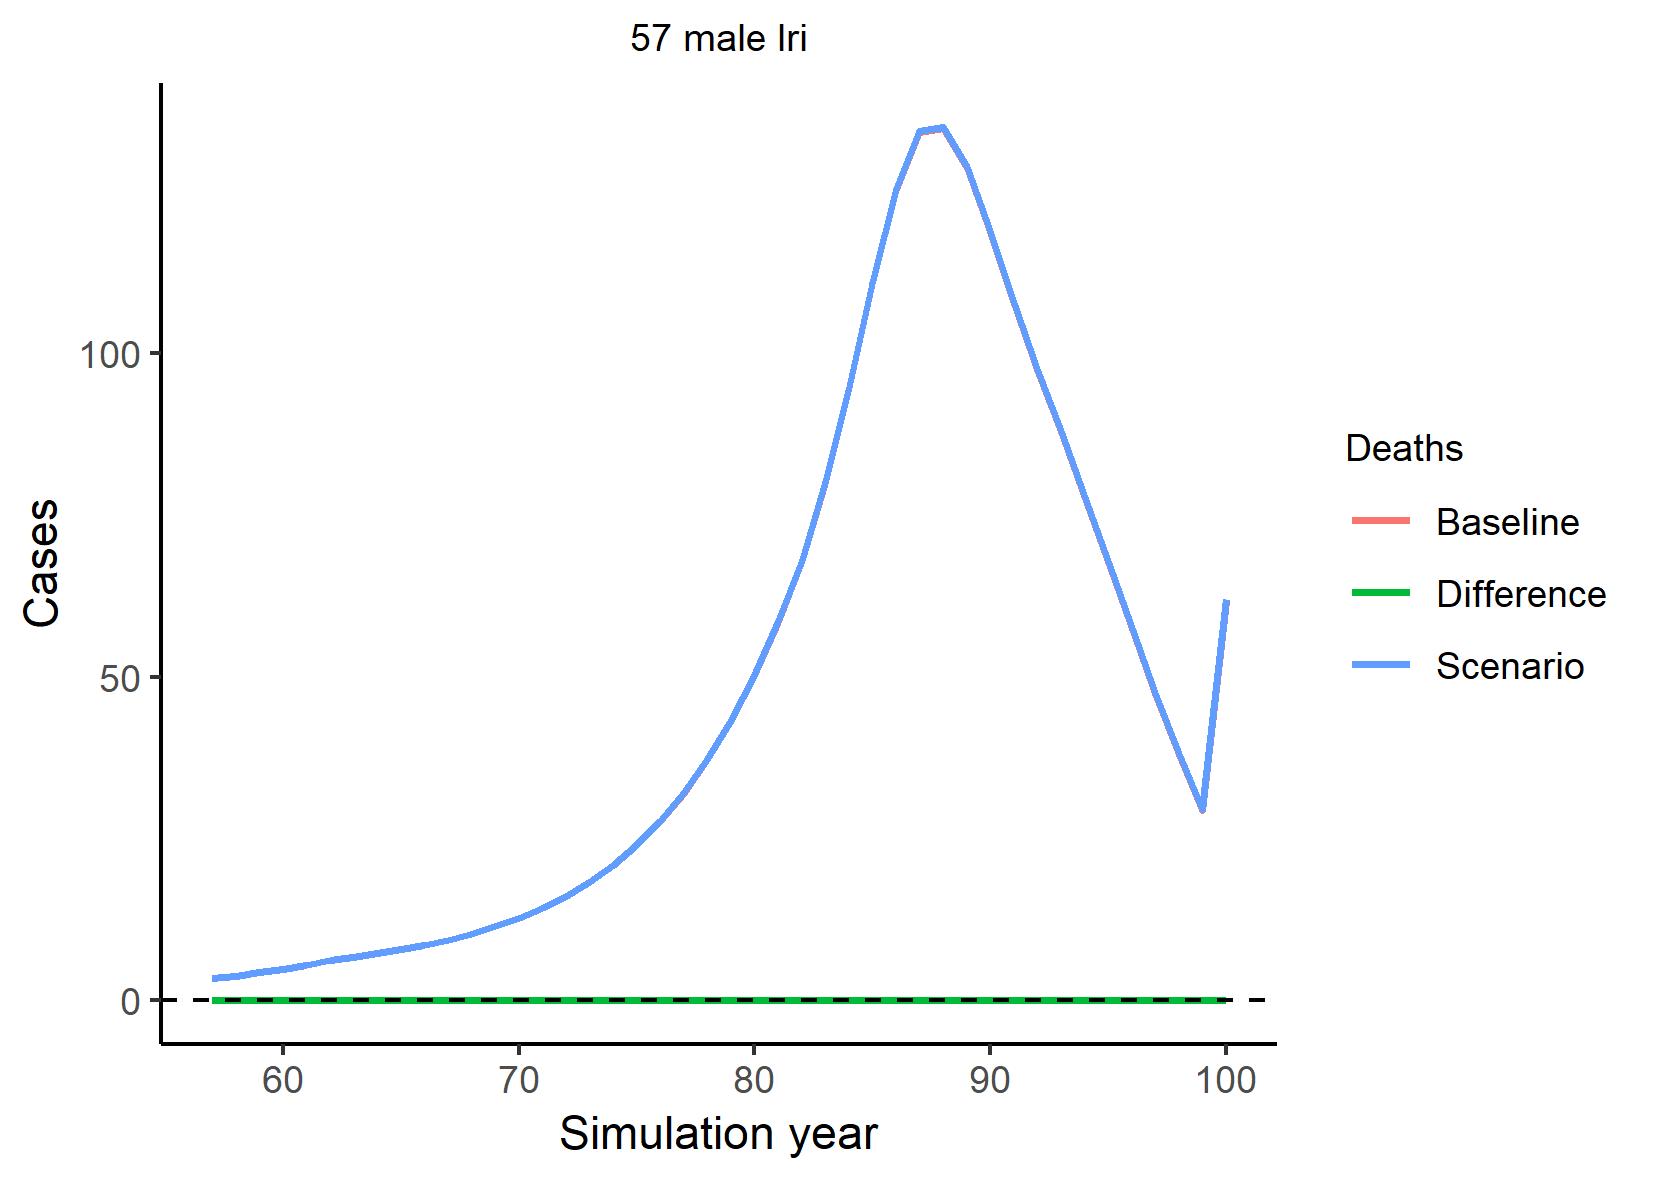 57 male lri
Cases
100
50
0
60 70 80 90 100
Simulation year
Deaths
Baseline
Difference
Scenario